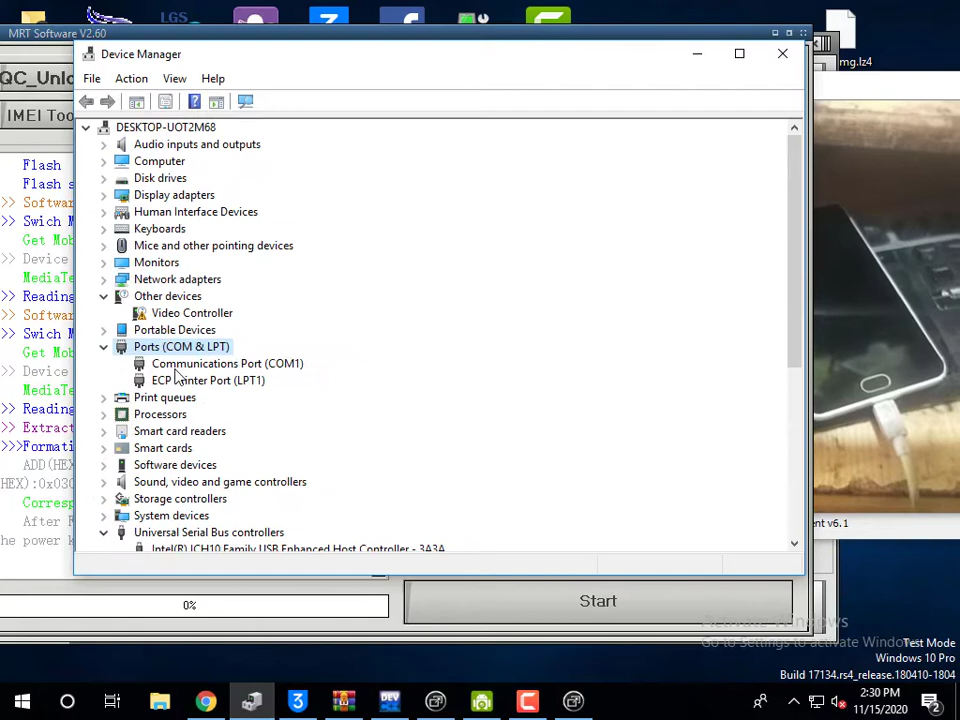 LGS
MRT Software V2.60
mg.lz4
Device Manager
File Action View Help
QC_Unlo
IMEI Too
DESKTOP-UOT2M68
Audio inputs and outputs
Computer
Disk drives
Display adapters
Human Interface Devices
Keyboards
Mice and other pointing devices
Monitors
Network adapters
Other devices
Video Controller
Portable Devices
Ports (COM & LPT)
Communications Port (COM1)
ECP Printer Port (LPT1)
Print queues
Processors
Smart card readers
Smart cards
Software devices
Sound, video and game controllers
Storage controllers
System devices
Universal Serial Bus controllers
Intel(R) ICH10 Family USB Enhanced Host Controller - 3A3A
Flash
Flash s
>> Softwar
>> Swich M
Get Mob
>> Device
MediaTe
>> Reading
>> Softwar
>> Swich M
Get Mob
>> Device
MediaTe
>> Reading
>> Extract
>>>Formati
ADD(HEX
HEX):0x030
Corresp
After F
he power k
ent v6.1
0%
Start
Activate Windows
Go to Settings to activate Windows.
Test Mode
Windows 10 Pro
Build 17134.rs4_release.180410-1804
DEV
2:30 PM
11/15/2020
2